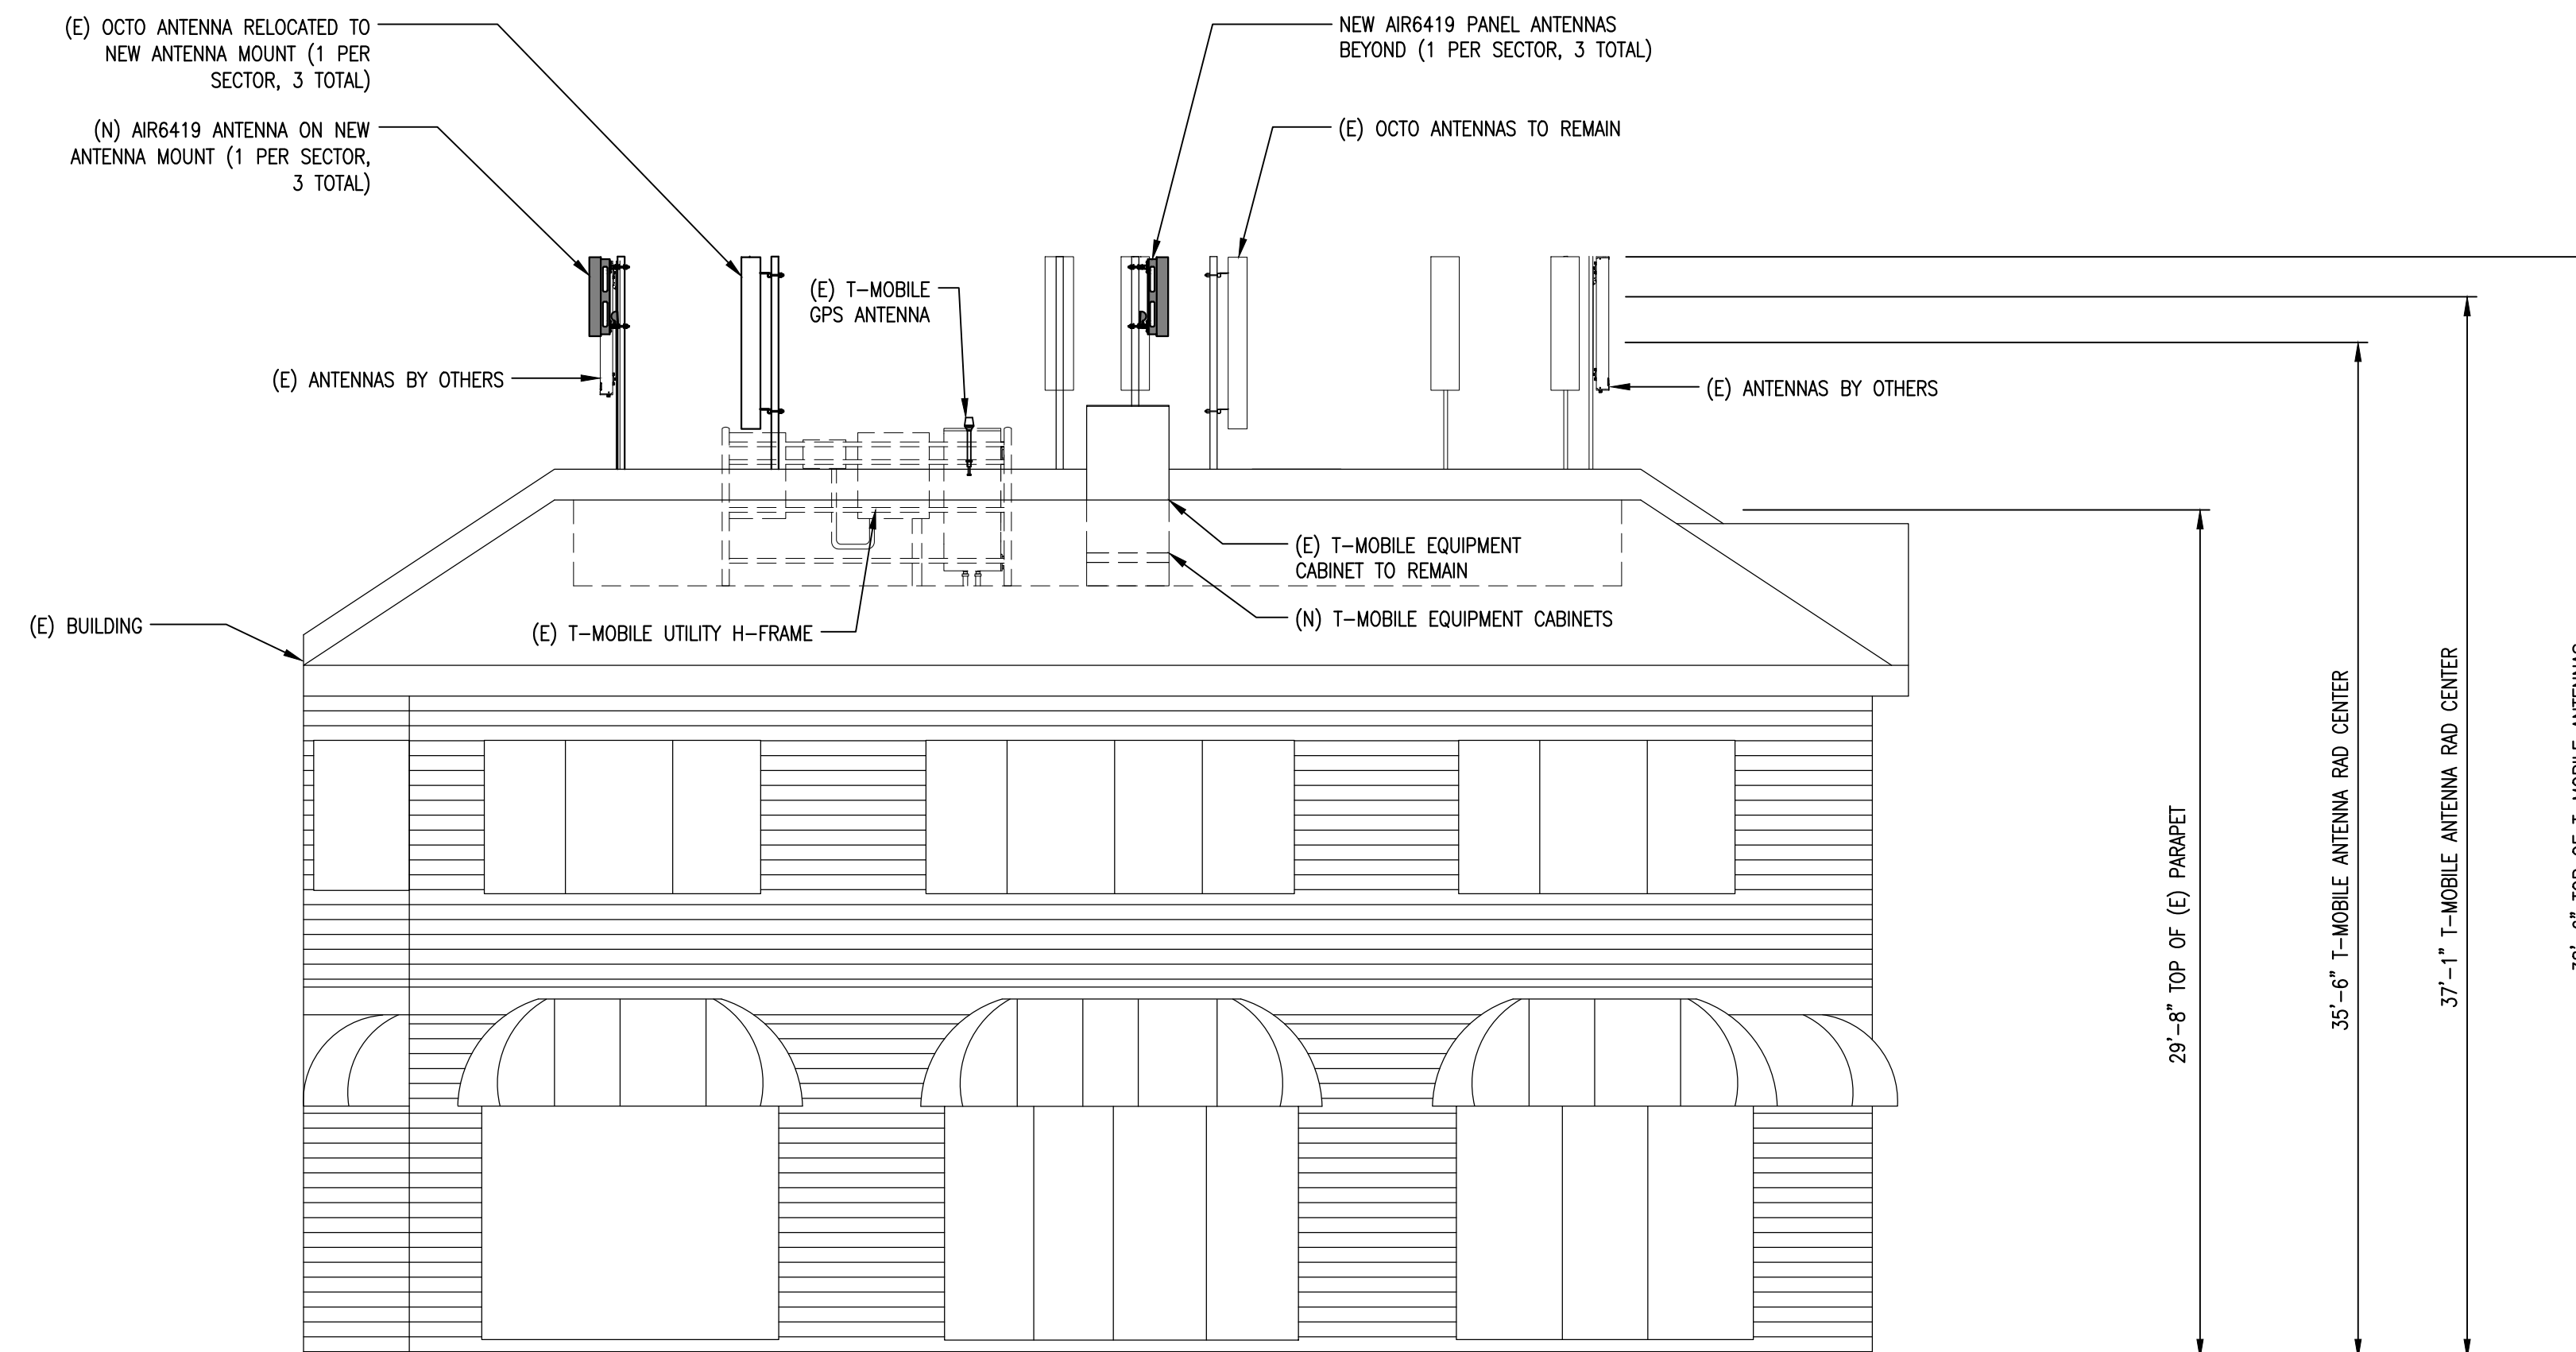 (E) OCTO ANTENNA RELOCATED TO
NEW ANTENNA MOUNT (1 PER
SECTOR, 3 TOTAL)
(N) AIR6419 ANTENNA ON NEW
ANTENNA MOUNT (1 PER SECTOR,
3 TOTAL)
NEW AIR6419 PANEL ANTENNAS
BEYOND (1 PER SECTOR, 3 TOTAL)
(E) OCTO ANTENNAS TO REMAIN
(E) T-MOBILE
GPS ANTENNA
(E) ANTENNAS BY OTHERS
(E) ANTENNAS BY OTHERS
(E) T-MOBILE EQUIPMENT
CABINET TO REMAIN
(N) T-MOBILE EQUIPMENT CABINETS
(E) BUILDING
(E) T-MOBILE UTILITY H-FRAME
29'-8" TOP OF (E) PARAPET
35'-6" T-MOBILE ANTENNA RAD CENTER
37'-1" T-MOBILE ANTENNA RAD CENTER